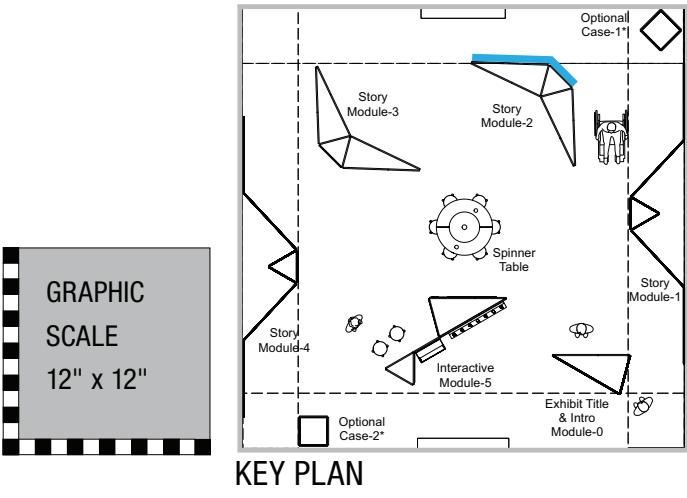 Optional
Case-1*
Story
Module-3
Story
Module-2
Spinner
Table
GRAPHIC
SCALE
12" x 12"
Story
Module-1
Story
Module-4
Interactive
Module-5
Exhibit Title
& Intro
Module-0
Optional
Case-2*
KEY PLAN